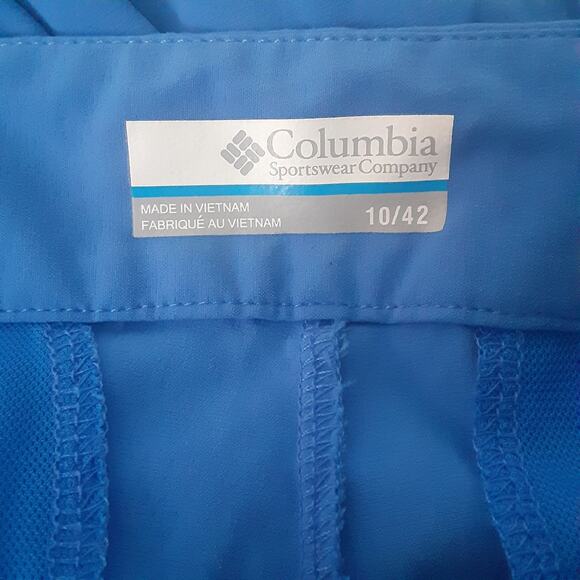 Columbia
Sportswear Company
MADE IN VIETNAM
FABRIQUÉ AU VIETNAM
10/42